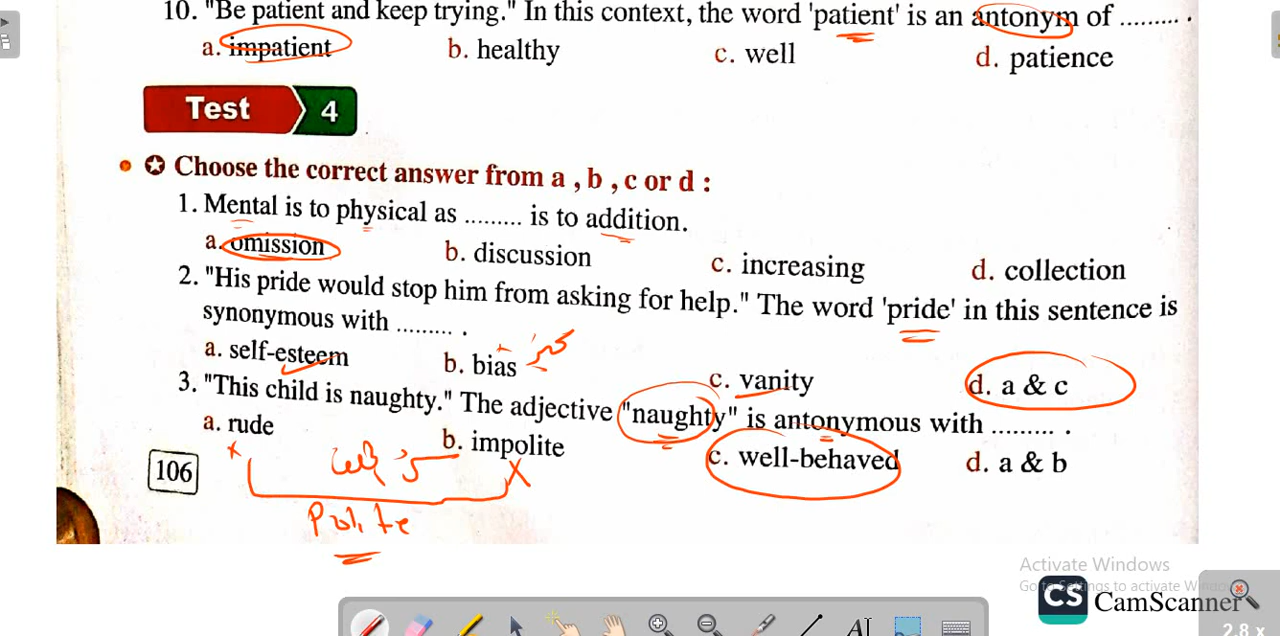 10. "Be patient and keep trying." In this context, the word 'patient' is an antonym of ......... .
a. impatient b. healthy c. well d. patience
Test 4
Choose the correct answer from a , b , c or d :
1. Mental is to physical as ......... is to addition.
a. omission b. discussion c. increasing d. collection
2. "His pride would stop him from asking for help." The word 'pride' in this sentence is
synonymous with ......... .
a. self-esteem b. bias c. vanity d. a & c
3. "This child is naughty." The adjective "naughty" is antonymous with ......... .
a. rude b. impolite c. well-behaved d. a & b
106
Polite
Activate Windows
CS CamScanner
2.8 x